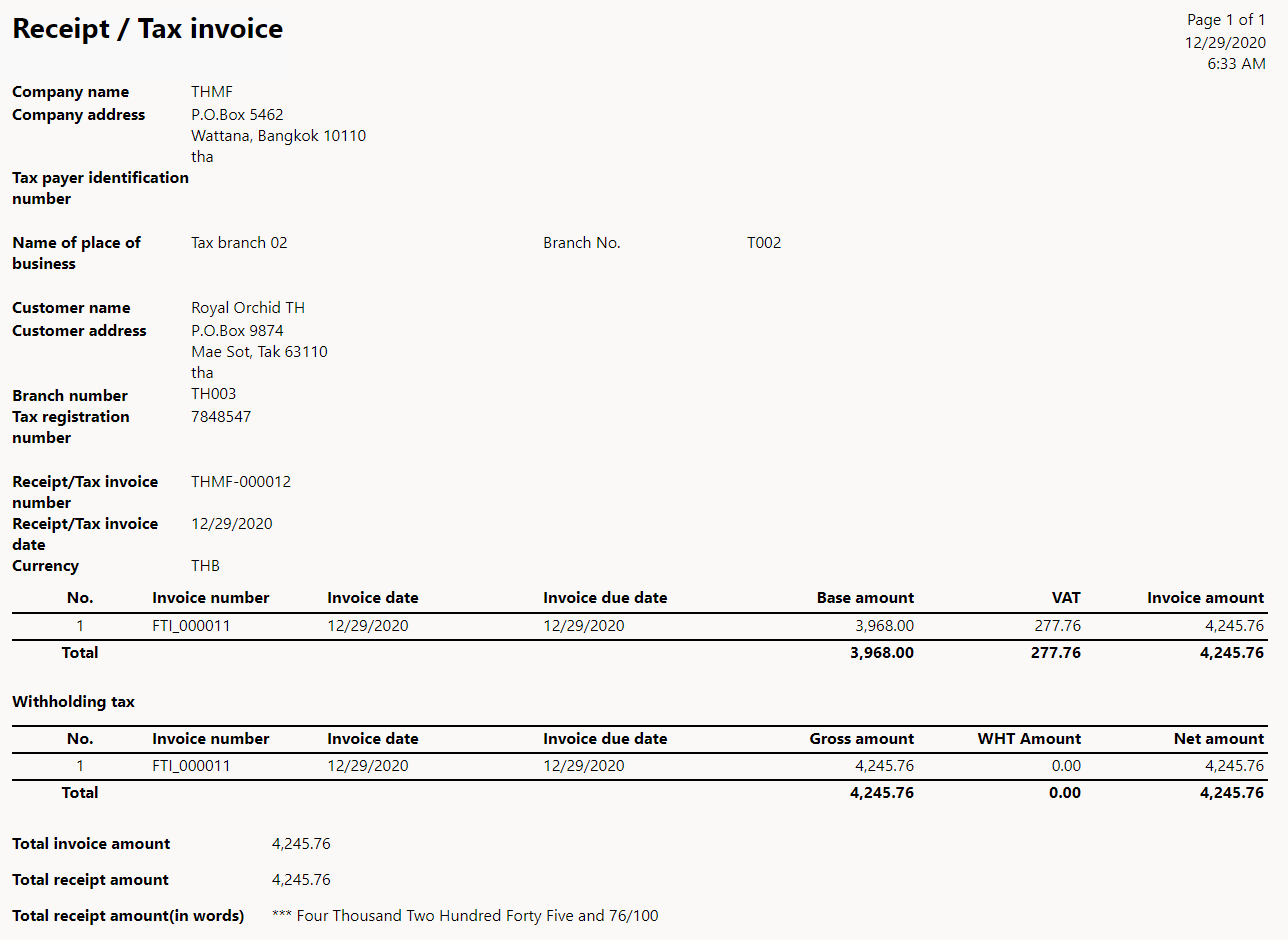 Receipt / Tax invoice
Page 1 of 1
12/29/2020
6:33 AM
Company name THMF
Company address P.O.Box 5462
Wattana, Bangkok 10110
tha
Tax payer identification
number
Name of place of Tax branch 02 Branch No. T002
business
Customer name Royal Orchid TH
Customer address P.O.Box 9874
Mae Sot, Tak 63110
tha
Branch number TH003
Tax registration 7848547
number
Receipt/Tax invoice THMF-000012
number
Receipt/Tax invoice 12/29/2020
date
Currency THB
No. Invoice number Invoice date Invoice due date Base amount VAT Invoice amount
1 FTI_000011 12/29/2020 12/29/2020 3,968.00 277.76 4,245.76
Total 3,968.00 277.76 4,245.76
Withholding tax
No. Invoice number Invoice date Invoice due date Gross amount WHT Amount Net amount
1 FTI_000011 12/29/2020 12/29/2020 4,245.76 0.00 4,245.76
Total 4,245.76 0.00 4,245.76
Total invoice amount 4,245.76
Total receipt amount 4,245.76
Total receipt amount(in words) *** Four Thousand Two Hundred Forty Five and 76/100